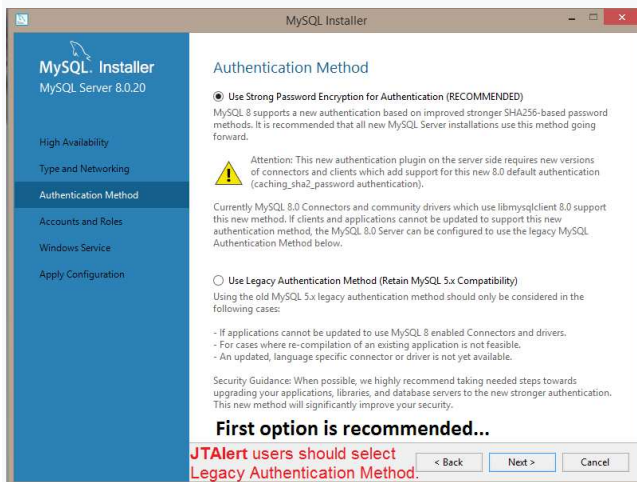 MySQL Installer
MySQL. Installer
MySQL Server 8.0.20
High Availability
Type and Networking
Authentication Method
Accounts and Roles
Windows Service
Apply Configuration
Authentication Method
Use Strong Password Encryption for Authentication (RECOMMENDED)
MySQL 8 supports a new authentication based on improved stronger SHA256-based password
methods. It is recommended that all new MySQL Server installations use this method going
forward.
Attention: This new authentication plugin on the server side requires new versions
of connectors and clients which add support for this new 8.0 default authentication
(caching_sha2_password authentication).
Currently MySQL 8.0 Connectors and community drivers which use libmysqlclient 8.0 support
this new method. If clients and applications cannot be updated to support this new
authentication method, the MySQL 8.0 Server can be configured to use the legacy MySQL
Authentication Method below.
Use Legacy Authentication Method (Retain MySQL 5.x Compatibility)
Using the old MySQL 5.x legacy authentication method should only be considered in the
following cases:
- If applications cannot be updated to use MySQL 8 enabled Connectors and drivers.
- For cases where re-compilation of an existing application is not feasible.
- An updated, language specific connector or driver is not yet available.
Security Guidance: When possible, we highly recommend taking needed steps towards
upgrading your applications, libraries, and database servers to the new stronger authentication.
This new method will significantly improve your security.
First option is recommended...
JTAlert users should select
Legacy Authentication Method.
< Back
Next >
Cancel